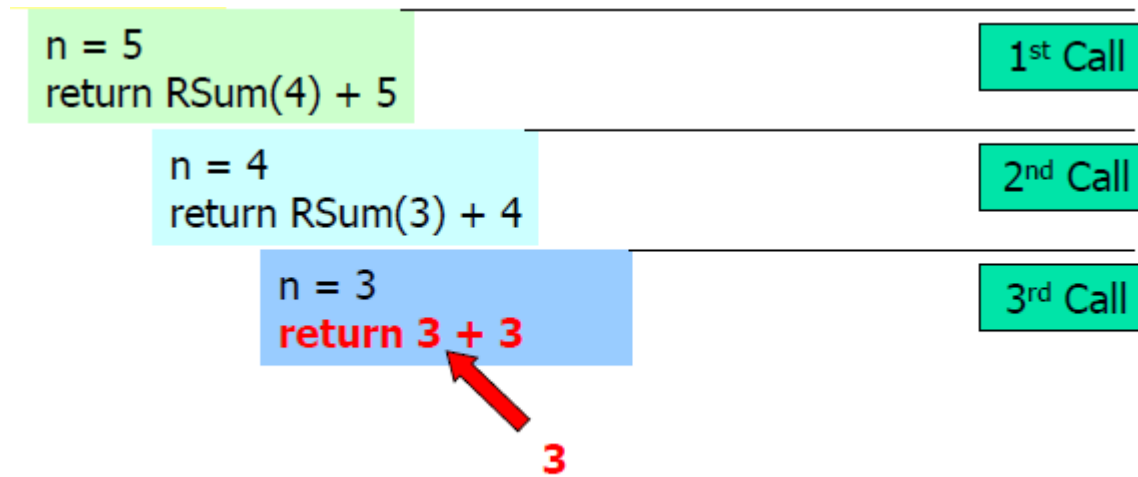 n = 5
return RSum(4) + 5
1st Call
n = 4
return RSum(3) + 4
2nd Call
n = 3
return 3 + 3
3rd Call
3